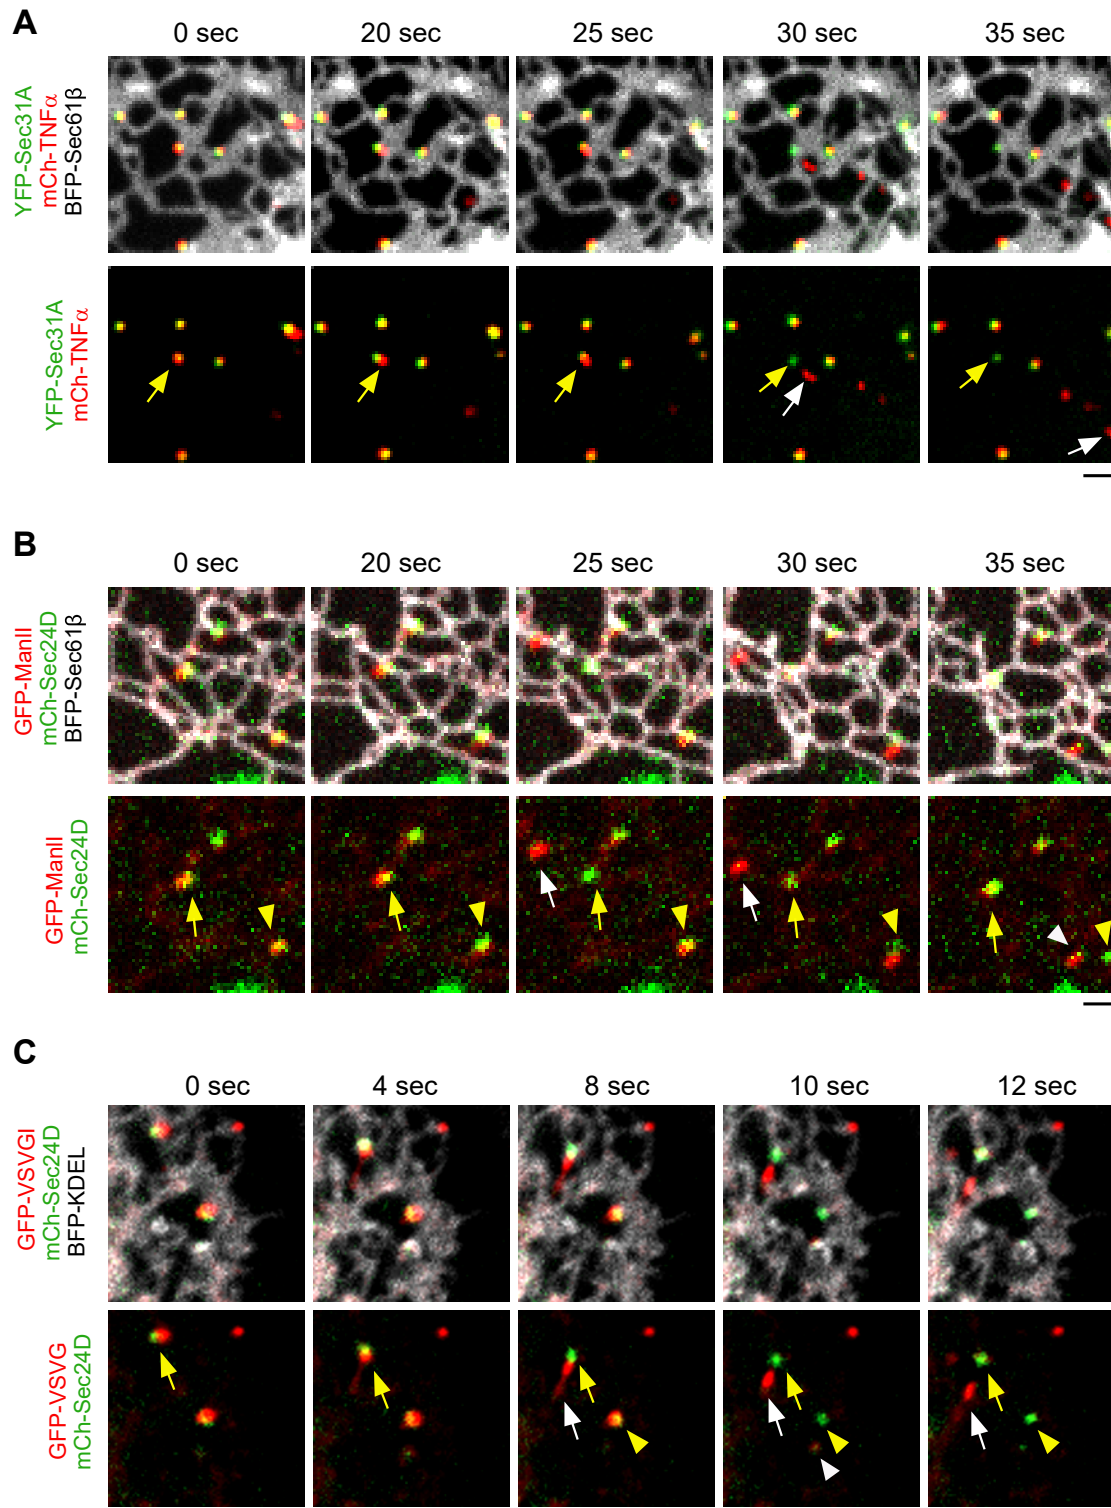 A
0 sec 20 sec 25 sec 30 sec 35 sec
YFP-Sec31A
mCh-TNFα
BFP-Sec61β
YFP-Sec31A
mCh-TNFα
B
0 sec 20 sec 25 sec 30 sec 35 sec
GFP-ManII
mCh-Sec24D
BFP-Sec61β
GFP-ManII
mCh-Sec24D
C
0 sec 4 sec 8 sec 10 sec 12 sec
GFP-VSVGI
mCh-Sec24D
BFP-KDEL
GFP-VSVG
mCh-Sec24D